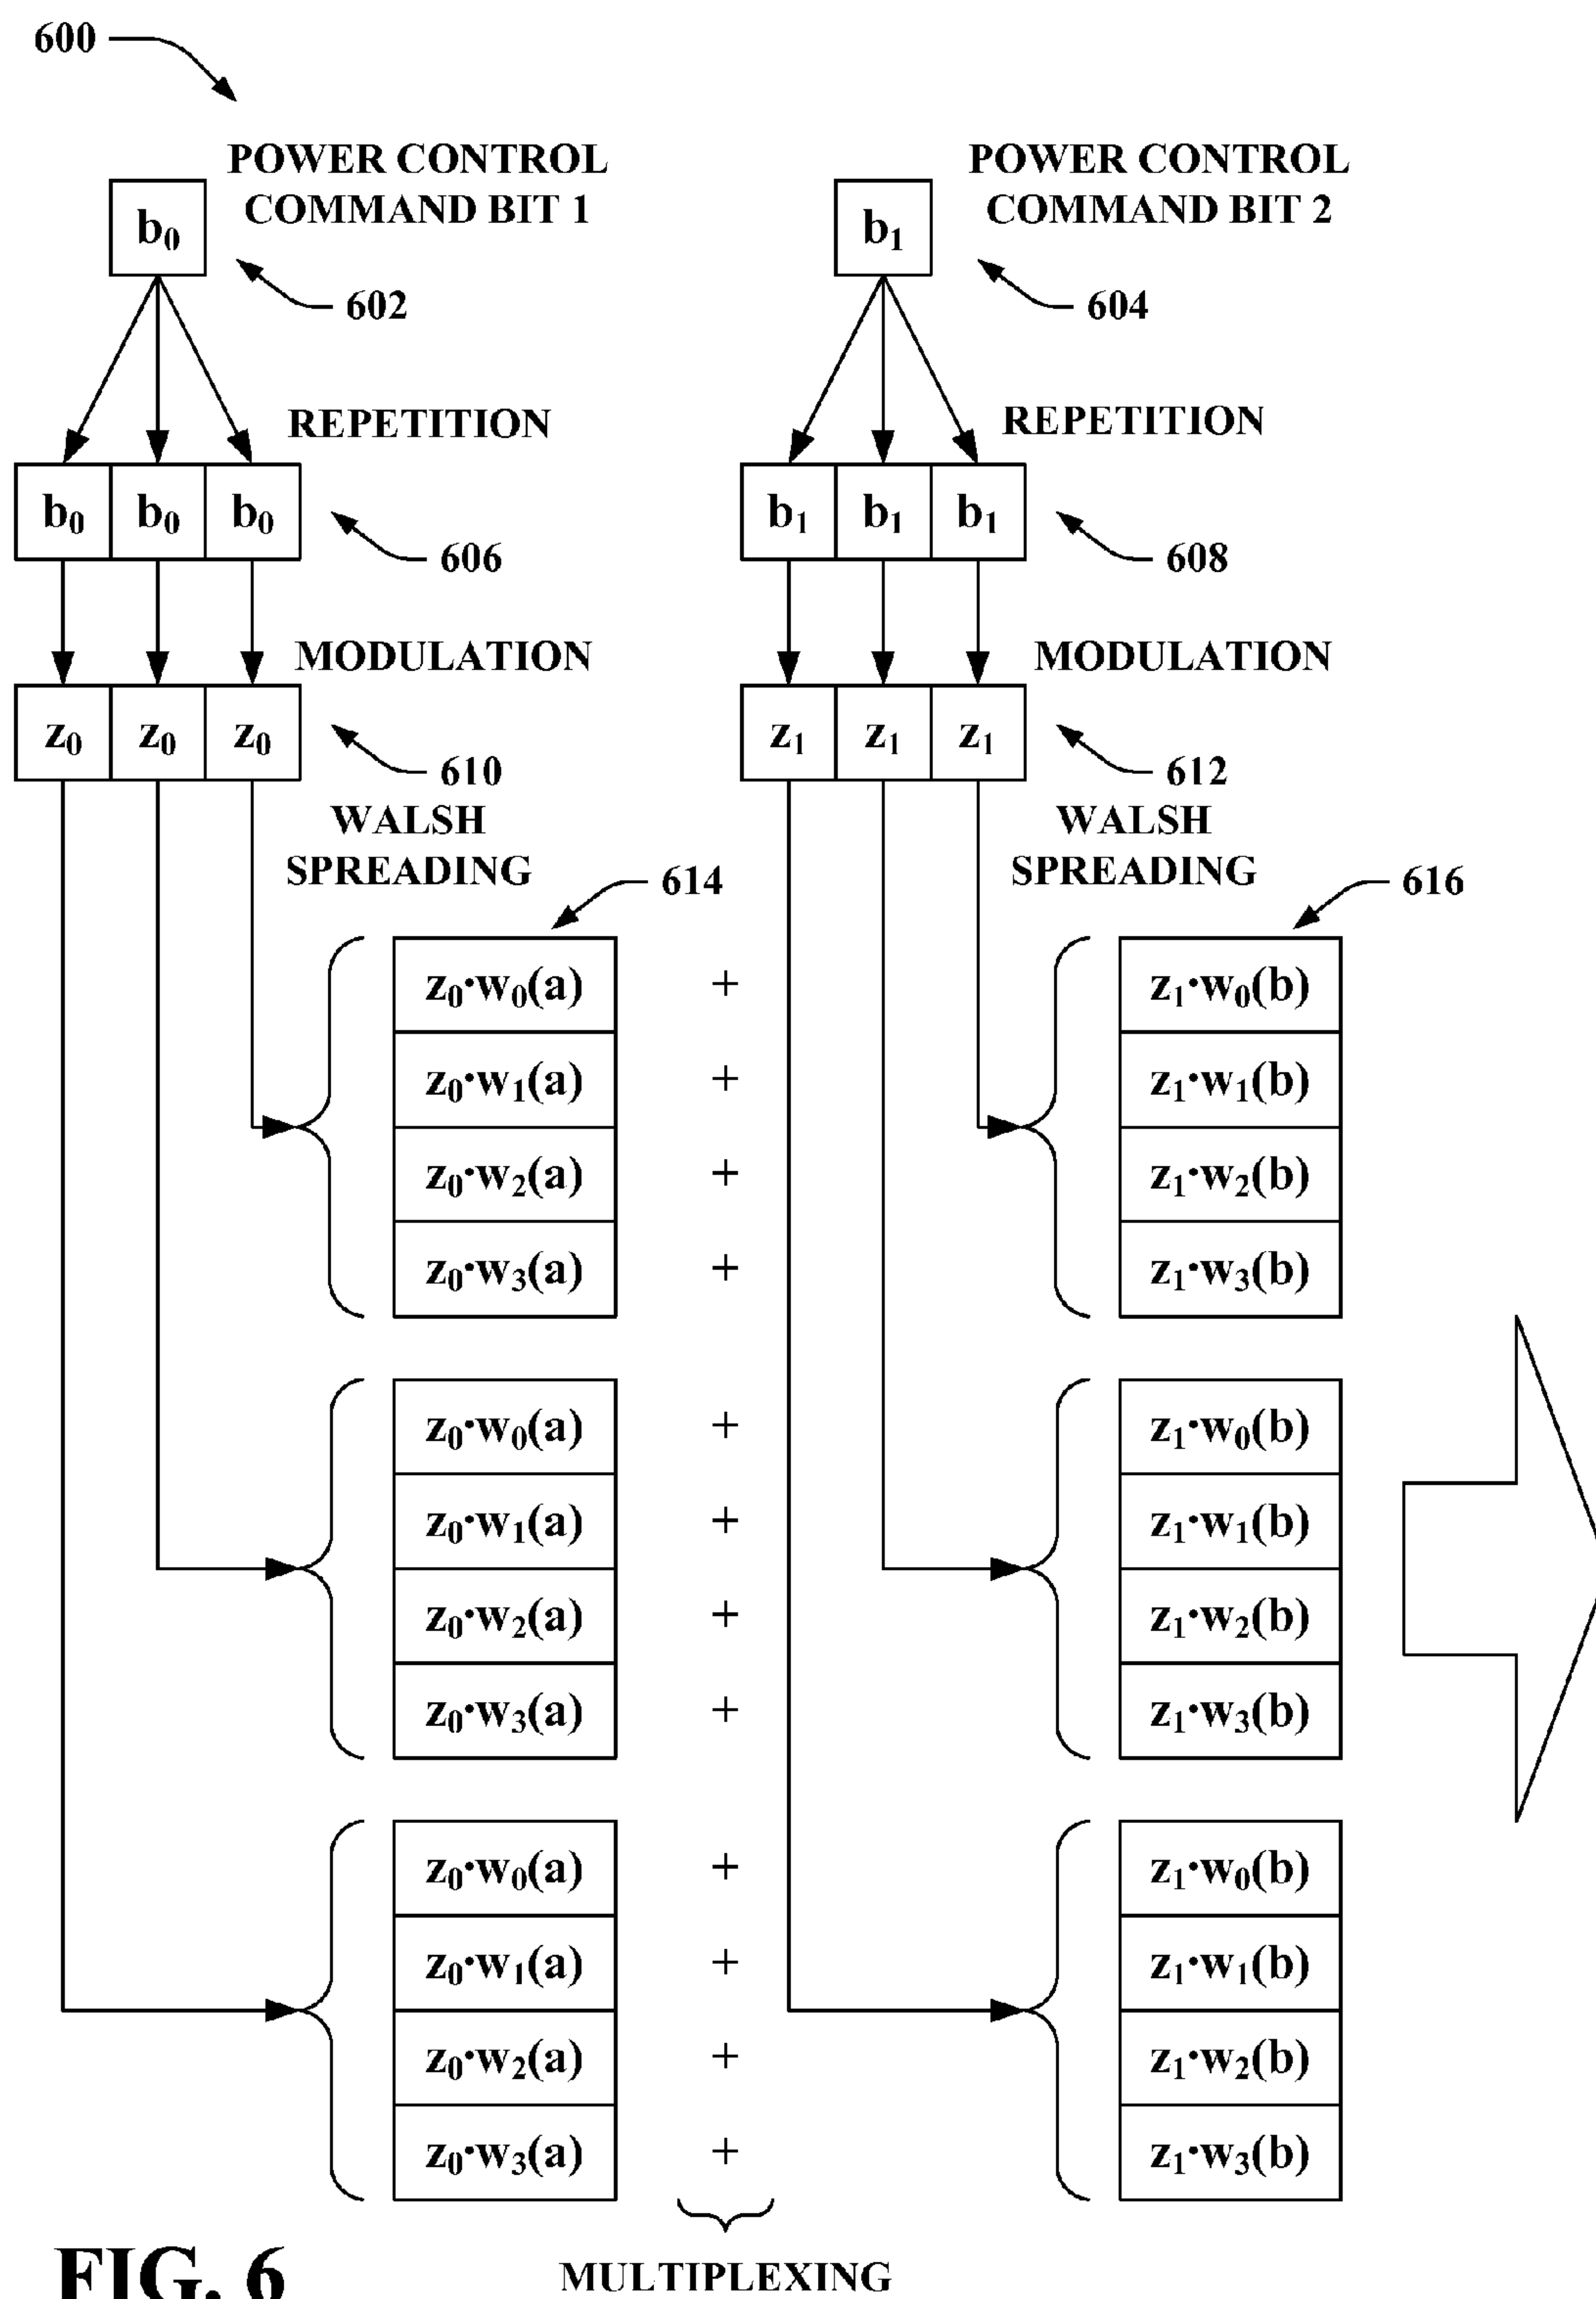 600
POWER CONTROL POWER CONTROL
COMMAND BIT 1 COMMAND BIT 2
b₀ b₁
602 604
REPETITION REPETITION
b₀ b₀ b₀ b₁ b₁ b₁
606 608
MODULATION MODULATION
z₀ z₀ z₀ z₁ z₁ z₁
610 612
WALSH WALSH
SPREADING SPREADING
614 616
z₀·w₀(a) + z₁·w₀(b)
z₀·w₁(a) + z₁·w₁(b)
z₀·w₂(a) + z₁·w₂(b)
z₀·w₃(a) + z₁·w₃(b)
z₀·w₀(a) + z₁·w₀(b)
z₀·w₁(a) + z₁·w₁(b)
z₀·w₂(a) + z₁·w₂(b)
z₀·w₃(a) + z₁·w₃(b)
z₀·w₀(a) + z₁·w₀(b)
z₀·w₁(a) + z₁·w₁(b)
z₀·w₂(a) + z₁·w₂(b)
z₀·w₃(a) + z₁·w₃(b)
FIG. 6 MULTIPLEXING